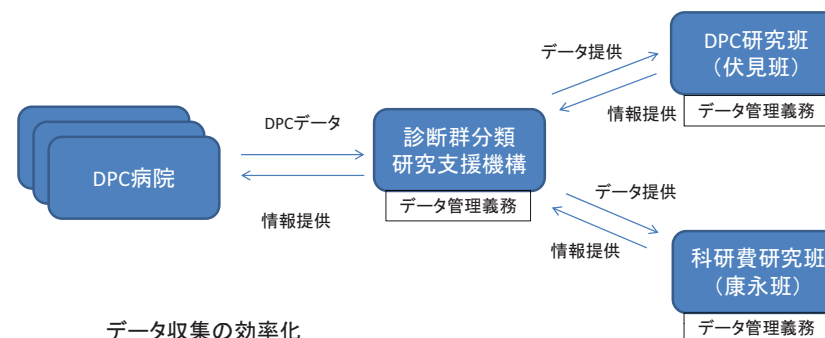 データ提供
DPC研究班
（伏見班）
情報提供
データ管理義務
DPCデータ
DPC病院
情報提供
診断群分類
研究支援機構
データ管理義務
データ提供
情報提供
科研費研究班
（康永班）
データ管理義務
データ収集の効率化